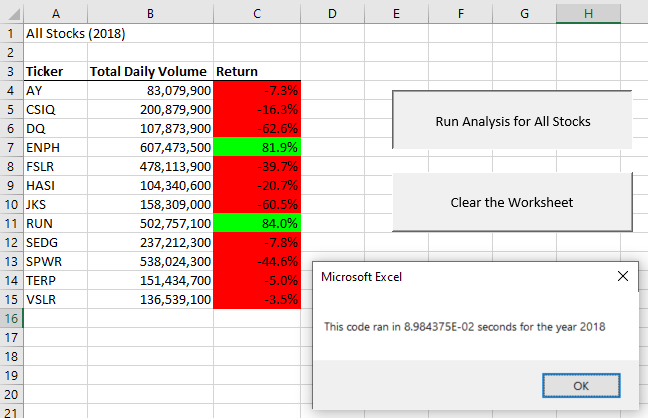 A B C D E F G H
1 All Stocks (2018)
2
3 Ticker Total Daily Volume Return
4 AY 83,079,900 -7.3%
5 CSIQ 200,879,900 -16.3%
6 DQ 107,873,900 -62.6%
7 ENPH 607,473,500 81.9%
8 FSLR 478,113,900 -39.7%
9 HASI 104,340,600 -20.7%
10 JKS 158,309,000 -60.5%
11 RUN 502,757,100 84.0%
12 SEDG 237,212,300 -7.8%
13 SPWR 538,024,300 -44.6%
14 TERP 151,434,700 -5.0%
15 VSLR 136,539,100 -3.5%
16
17
18
19
20
21
Run Analysis for All Stocks
Clear the Worksheet
Microsoft Excel
This code ran in 8.984375E-02 seconds for the year 2018
OK